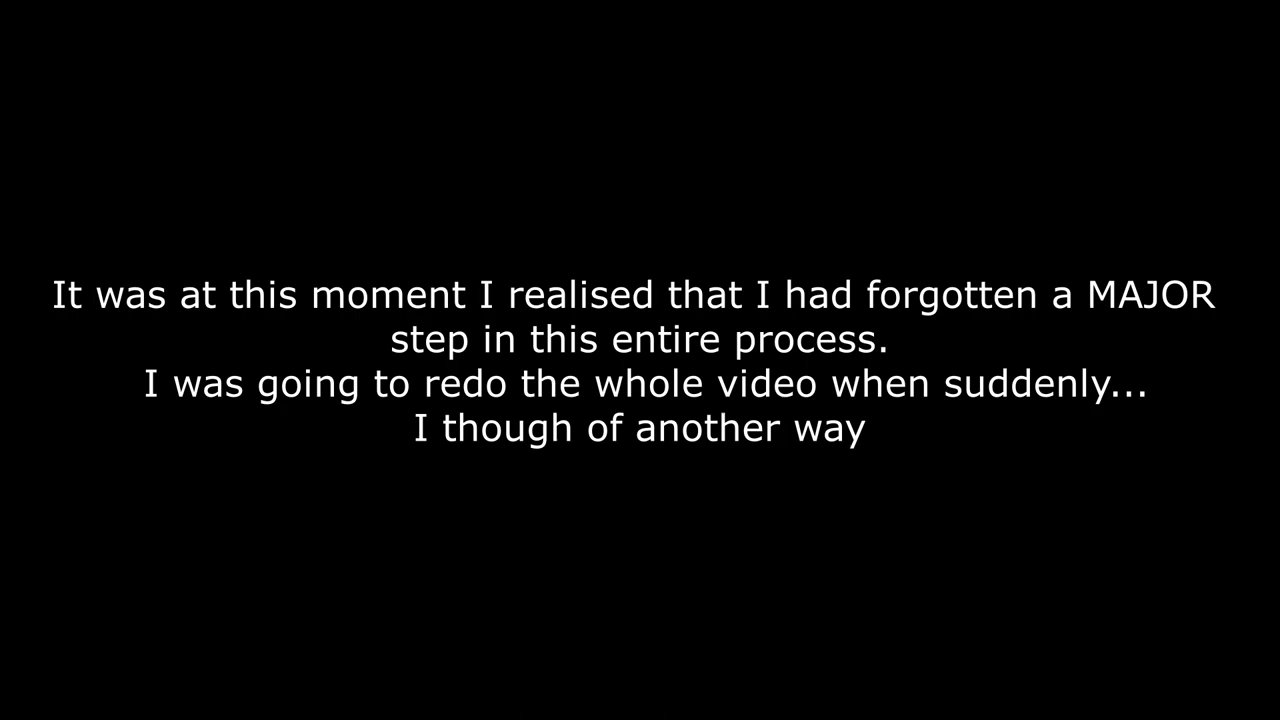 It was at this moment I realised that I had forgotten a MAJOR
step in this entire process.
I was going to redo the whole video when suddenly...
I though of another way